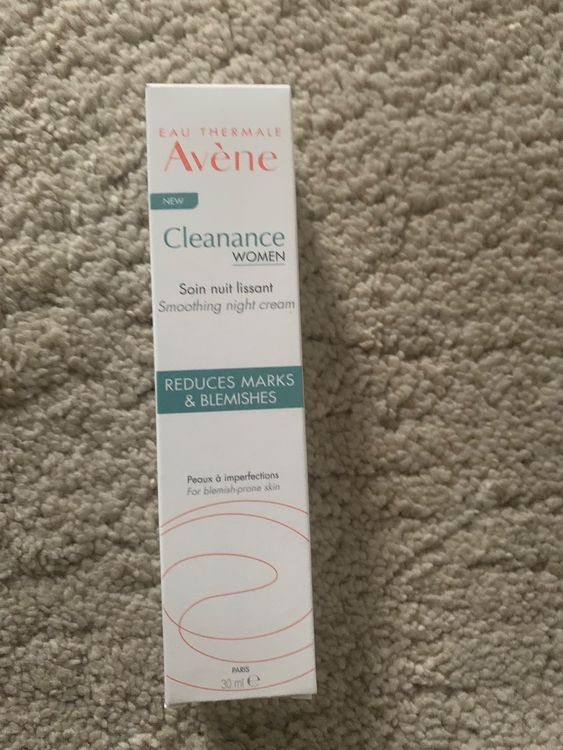 EAU THERMALE
Avène
NEW
Cleanance
WOMEN
Soin nuit lissant
Smoothing night cream
REDUCES MARKS
& BLEMISHES
Peaux à imperfections
For blemish-prone skin
PARIS
30 ml ℮